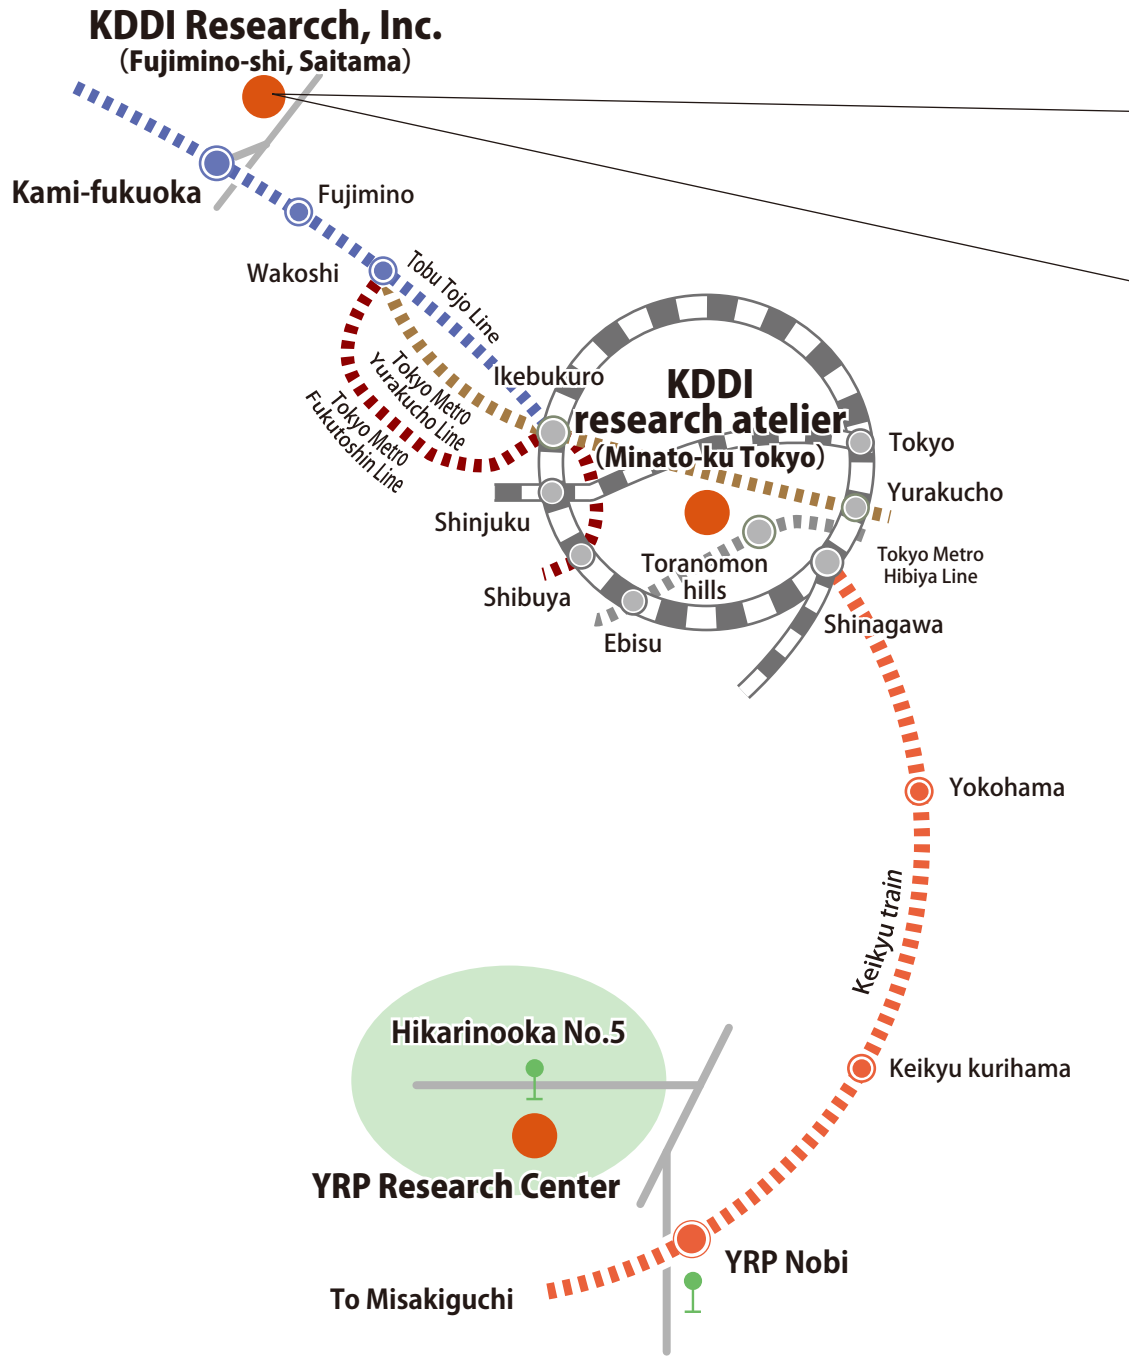 KDDI Researcch, Inc.
(Fujimino-shi, Saitama)
Kami-fukuoka
Fujimino
Wakoshi
Tobu Tojo Line
Tokyo Metro
Yurakucho Line
Tokyo Metro
Fukutoshin Line
Ikebukuro
KDDI
research atelier
(Minato-ku Tokyo)
Tokyo
Yurakucho
Shinjuku
Tokyo Metro
Hibiya Line
Toranomon
hills
Shibuya
Ebisu
Shinagawa
Yokohama
Keikyu train
Hikarinooka No.5
Keikyu kurihama
YRP Research Center
YRP Nobi
To Misakiguchi